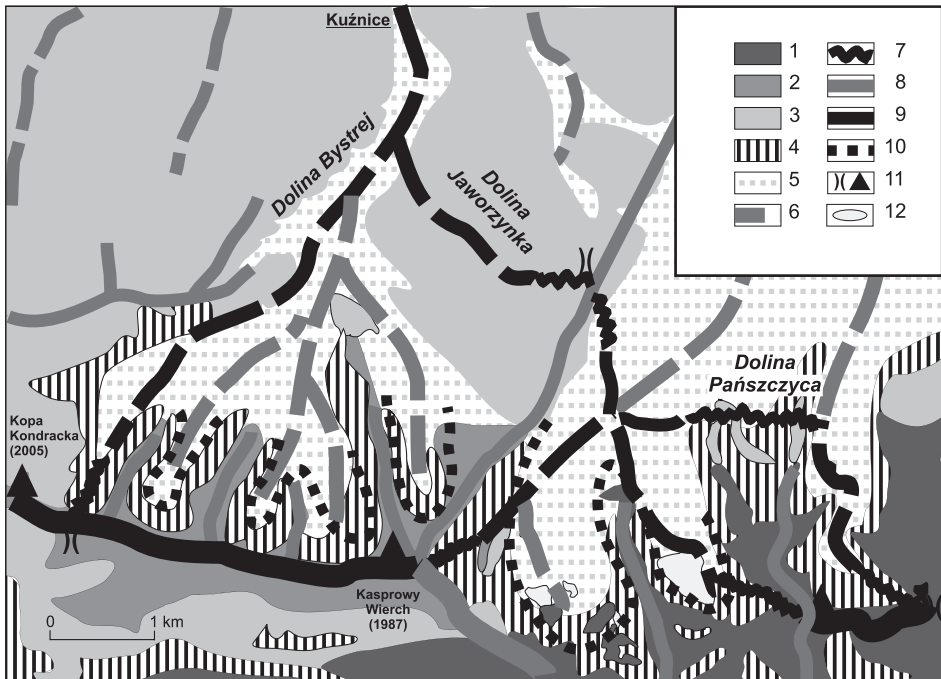 Kuźnice
Dolina Bystrej
Dolina
Jaworzynka
1
2
3
4
5
6
7
8
9
10
11
12
Dolina
Pańszczyca
Kopa
Kondracka
(2005)
Kasprowy
Wierch
(1987)
0 1 km